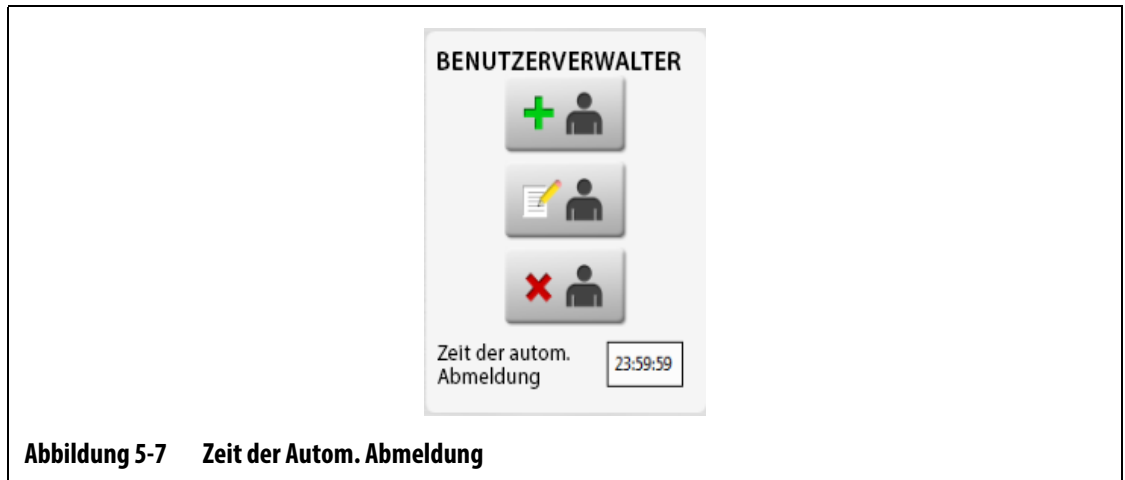 BENUTZERVERWALTER
Zeit der autom.
Abmeldung
23:59:59
Abbildung 5-7 Zeit der Autom. Abmeldung